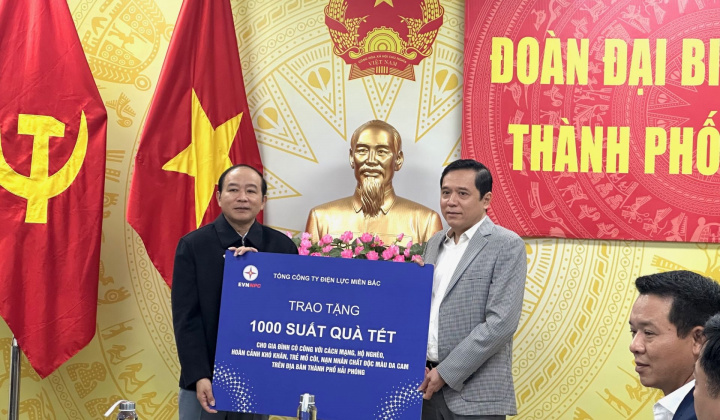 VIỆT NAM
ĐOÀN ĐẠI BI
THÀNH PHỐ
EVNNPC
TỔNG CÔNG TY ĐIỆN LỰC MIỀN BẮC
TRAO TẶNG
1000 SUẤT QUÀ TẾT
CHO GIA ĐÌNH CÓ CÔNG VỚI CÁCH MẠNG, HỘ NGHÈO,
HOÀN CẢNH KHÓ KHĂN, TRẺ MỒ CÔI, NẠN NHÂN CHẤT ĐỘC MÀU DA CAM
TRÊN ĐỊA BÀN THÀNH PHỐ HẢI PHÒNG